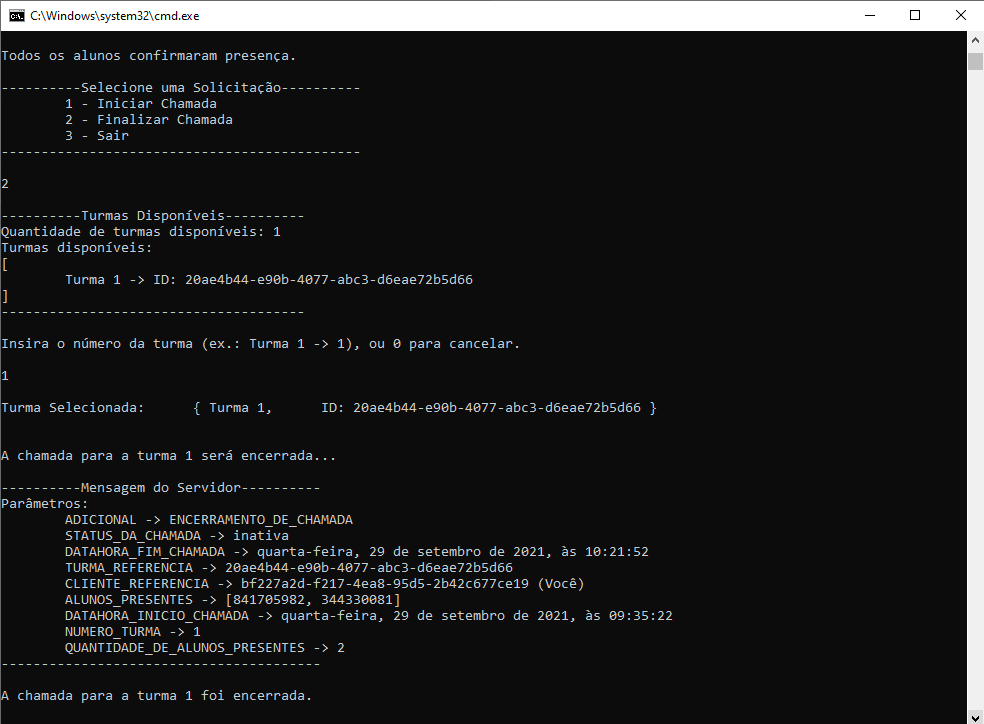 C:\Windows\system32\cmd.exe
Todos os alunos confirmaram presença.
----------Selecione uma Solicitação----------
1 - Iniciar Chamada
2 - Finalizar Chamada
3 - Sair
---------------------------------------------
2
----------Turmas Disponíveis----------
Quantidade de turmas disponíveis: 1
Turmas disponíveis:
[
Turma 1 -> ID: 20ae4b44-e90b-4077-abc3-d6eae72b5d66
]
--------------------------------------
Insira o número da turma (ex.: Turma 1 -> 1), ou 0 para cancelar.
1
Turma Selecionada:      { Turma 1,      ID: 20ae4b44-e90b-4077-abc3-d6eae72b5d66 }
A chamada para a turma 1 será encerrada...
----------Mensagem do Servidor----------
Parâmetros:
ADICIONAL -> ENCERRAMENTO_DE_CHAMADA
STATUS_DA_CHAMADA -> inativa
DATAHORA_FIM_CHAMADA -> quarta-feira, 29 de setembro de 2021, às 10:21:52
TURMA_REFERENCIA -> 20ae4b44-e90b-4077-abc3-d6eae72b5d66
CLIENTE_REFERENCIA -> bf227a2d-f217-4ea8-95d5-2b42c677ce19 (Você)
ALUNOS_PRESENTES -> [841705982, 344330081]
DATAHORA_INICIO_CHAMADA -> quarta-feira, 29 de setembro de 2021, às 09:35:22
NUMERO_TURMA -> 1
QUANTIDADE_DE_ALUNOS_PRESENTES -> 2
----------------------------------------
A chamada para a turma 1 foi encerrada.